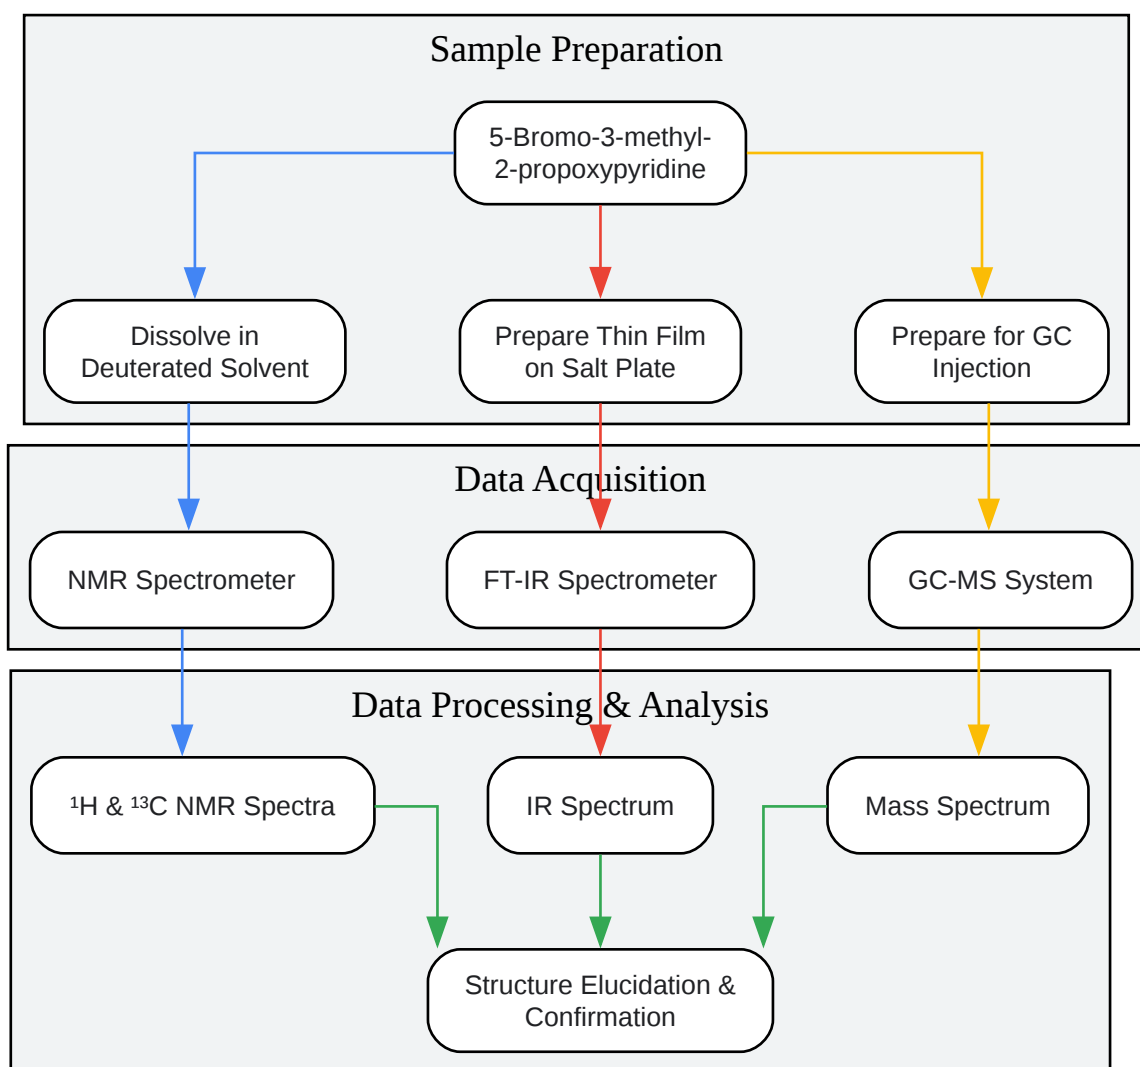 Sample Preparation
5-Bromo-3-methyl-
2-propoxypyridine
Dissolve in
Deuterated Solvent
Prepare Thin Film
on Salt Plate
Prepare for GC
Injection
Data Acquisition
NMR Spectrometer
FT-IR Spectrometer
GC-MS System
Data Processing & Analysis
¹H & ¹³C NMR Spectra
IR Spectrum
Mass Spectrum
Structure Elucidation &
Confirmation